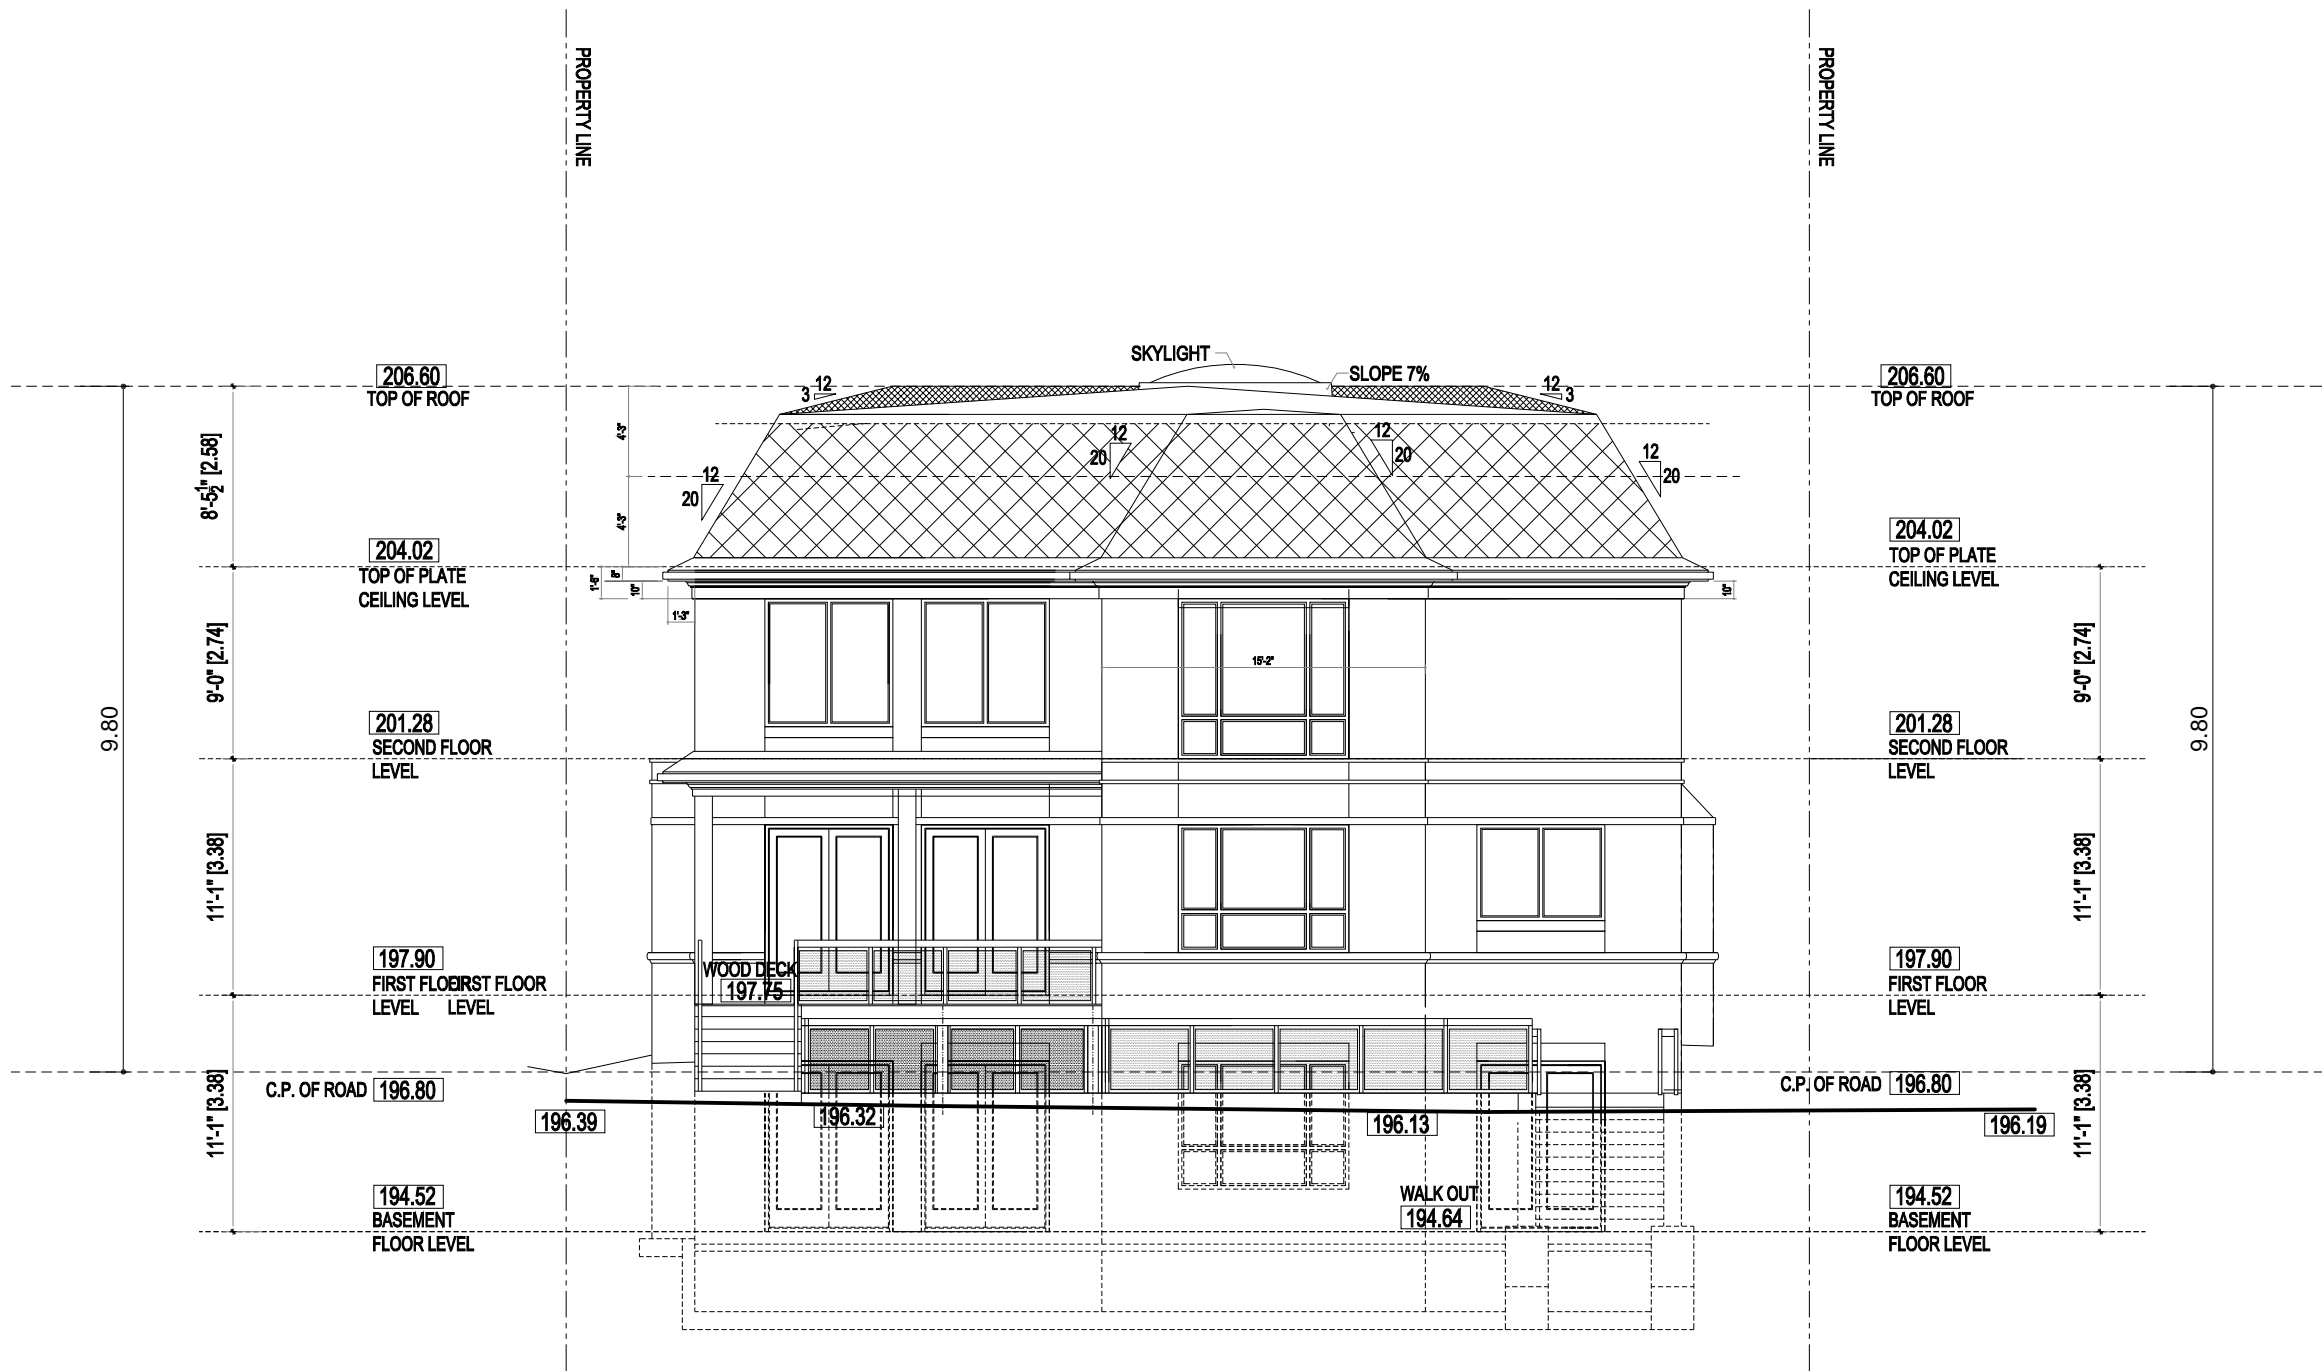 PROPERTY LINE
PROPERTY LINE
SKYLIGHT
SLOPE 7%
206.60
TOP OF ROOF
3
12
12
3
206.60
TOP OF ROOF
8'-5 1/2" [2.58]
4'-3"
4'-3"
12
20
12
20
12
20
12
20
204.02
TOP OF PLATE
CEILING LEVEL
204.02
TOP OF PLATE
CEILING LEVEL
1'-6"
8"
10"
1'-3"
10"
9'-0" [2.74]
15'-2"
9'-0" [2.74]
9.80
9.80
201.28
SECOND FLOOR
LEVEL
201.28
SECOND FLOOR
LEVEL
11'-1" [3.38]
11'-1" [3.38]
197.90
FIRST FLOOR
LEVEL
FIRST FLOOR
LEVEL
WOOD DECK
197.75
197.90
FIRST FLOOR
LEVEL
C.P. OF ROAD 196.80
C.P. OF ROAD 196.80
11'-1" [3.38]
11'-1" [3.38]
196.39
196.32
196.13
196.19
194.52
BASEMENT
FLOOR LEVEL
WALK OUT
194.64
194.52
BASEMENT
FLOOR LEVEL